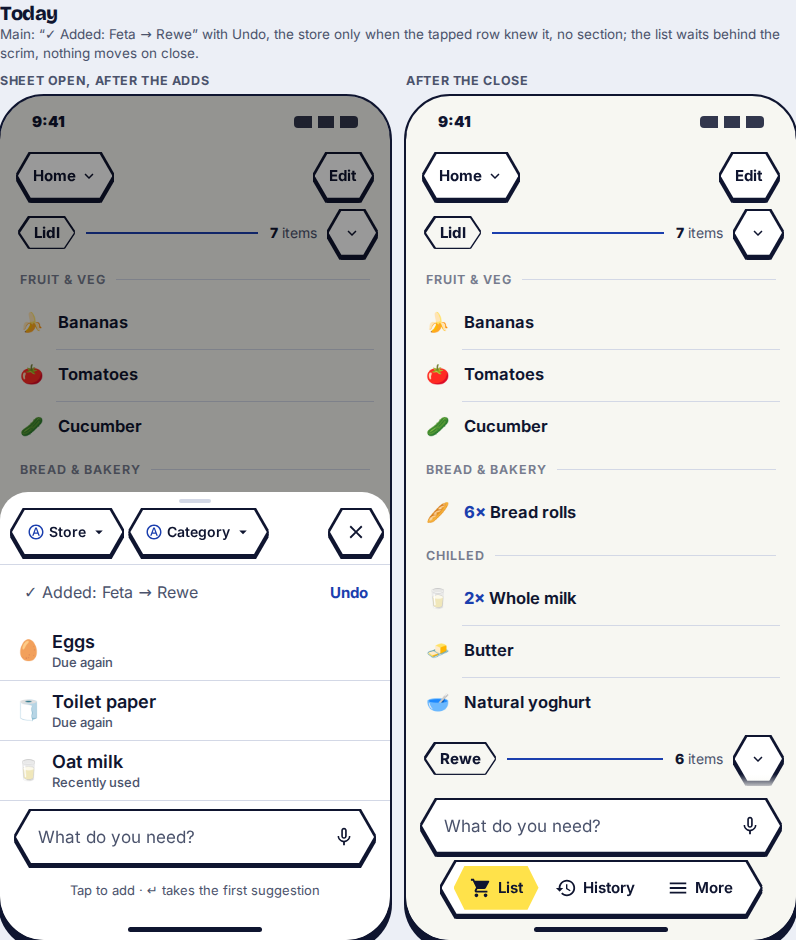 Today
Main: “✓ Added: Feta → Rewe” with Undo, the store only when the tapped row knew it, no section; the list waits behind the
scrim, nothing moves on close.
SHEET OPEN, AFTER THE ADDS
9:41
Home
Edit
Lidl
7 items
FRUIT & VEG
Bananas
Tomatoes
Cucumber
BREAD & BAKERY
A Store
A Category
✓ Added: Feta → Rewe
Undo
Eggs
Due again
Toilet paper
Due again
Oat milk
Recently used
What do you need?
Tap to add · ↵ takes the first suggestion
AFTER THE CLOSE
9:41
Home
Edit
Lidl
7 items
FRUIT & VEG
Bananas
Tomatoes
Cucumber
BREAD & BAKERY
6× Bread rolls
CHILLED
2× Whole milk
Butter
Natural yoghurt
Rewe
6 items
What do you need?
List
History
More